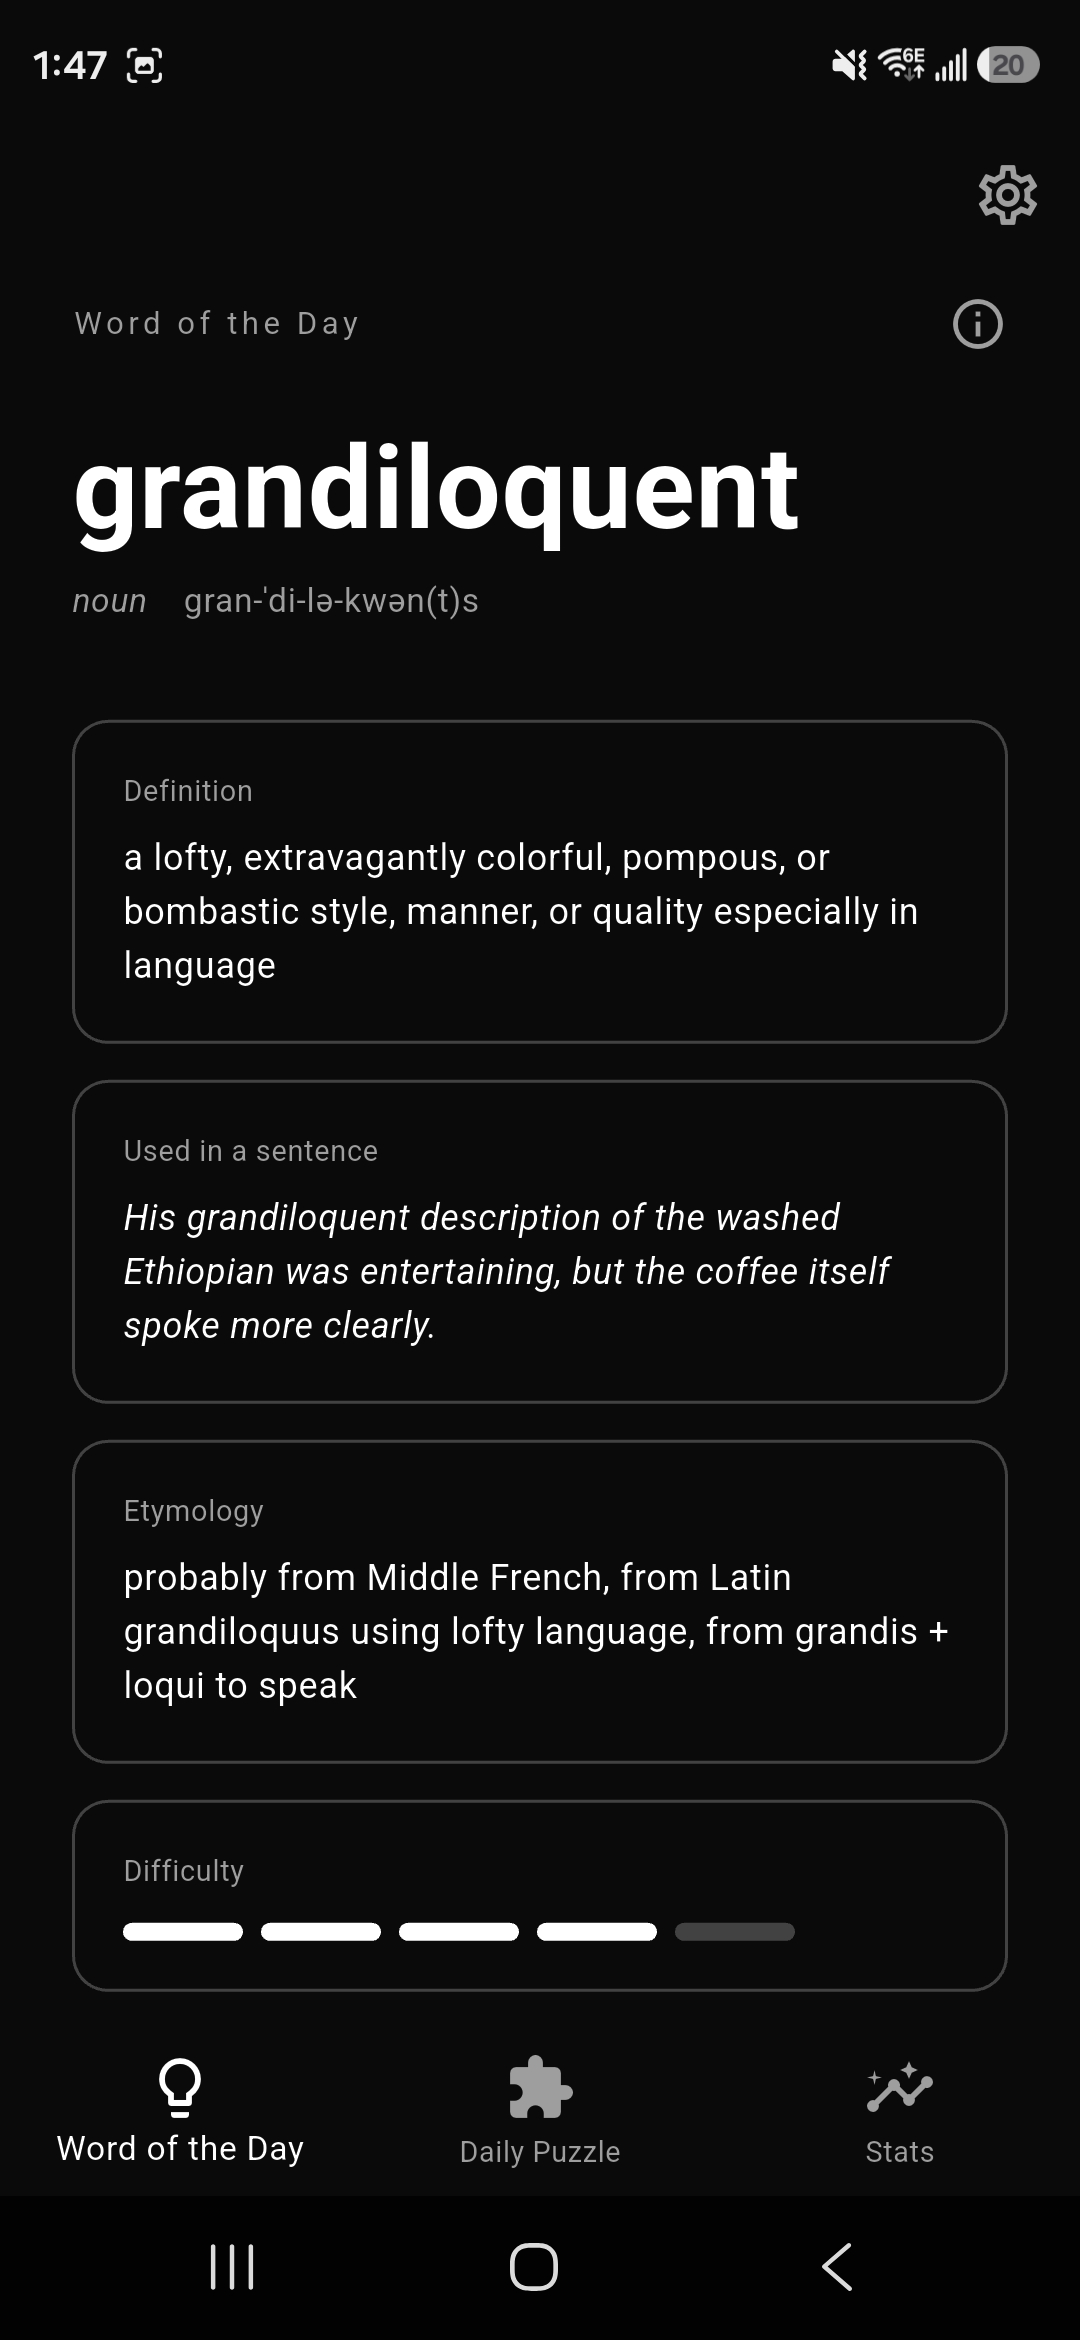 1:47
6E
20
Word of the Day
grandiloquent
noun gran-ˈdi-lə-kwən(t)s
Definition
a lofty, extravagantly colorful, pompous, or
bombastic style, manner, or quality especially in
language
Used in a sentence
His grandiloquent description of the washed
Ethiopian was entertaining, but the coffee itself
spoke more clearly.
Etymology
probably from Middle French, from Latin
grandiloquus using lofty language, from grandis +
loqui to speak
Difficulty
Word of the Day
Daily Puzzle
Stats